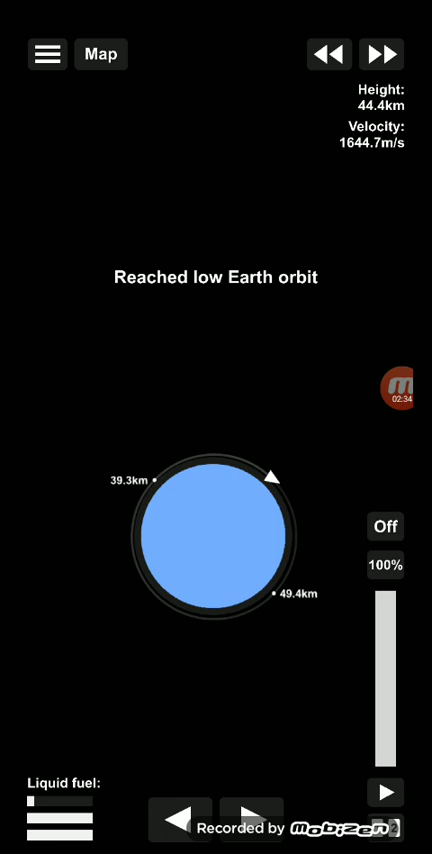 Map
Height:
44.4km
Velocity:
1644.7m/s
Reached low Earth orbit
02:34
39.3km
49.4km
Off
100%
Liquid fuel:
Recorded by mobizen